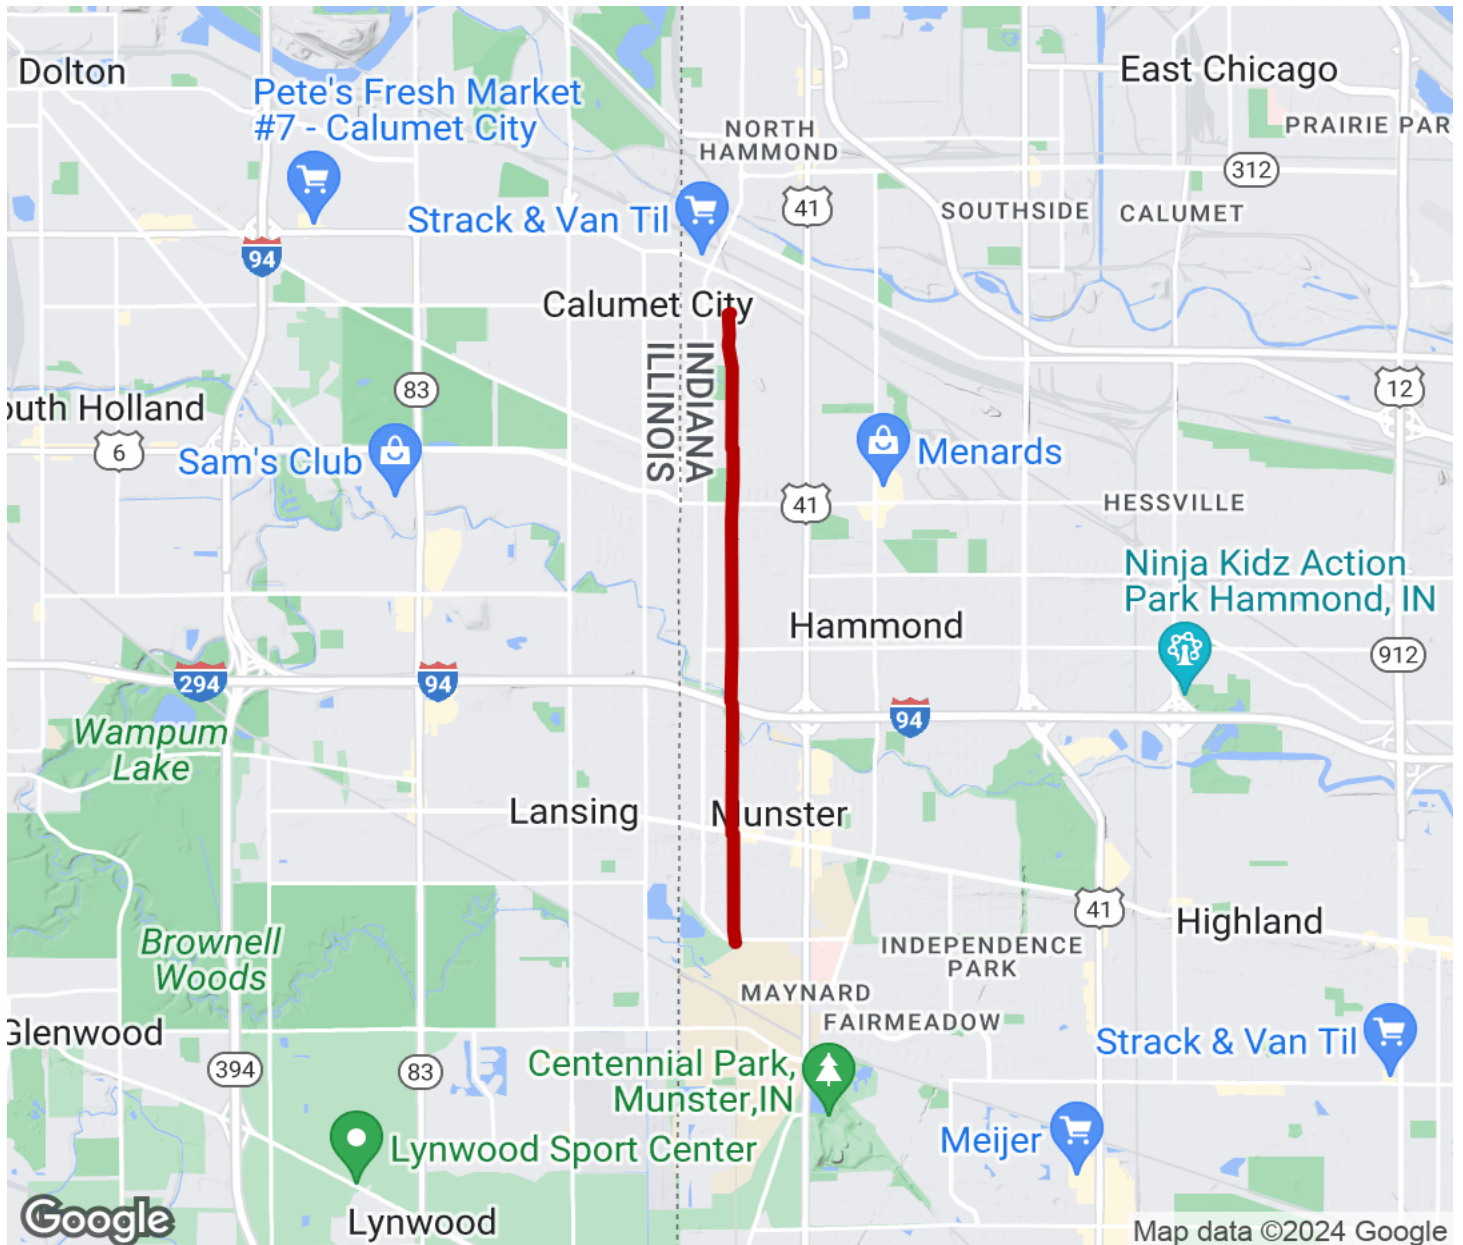 Dolton
East Chicago
Pete's Fresh Market
#7 - Calumet City
PRAIRIE PAR
NORTH
HAMMOND
312
41
Strack & Van Til
SOUTHSIDE
CALUMET
94
Calumet City
INDIANA
ILLINOIS
83
12
outh Holland
6
Sam's Club
Menards
41
HESSVILLE
Ninja Kidz Action
Park Hammond, IN
Hammond
912
294
94
94
Wampum
Lake
Lansing
Munster
41
Highland
Brownell
Woods
INDEPENDENCE
PARK
MAYNARD
FAIRMEADOW
Glenwood
Strack & Van Til
394
83
Centennial Park,
Munster,IN
Lynwood Sport Center
Meijer
Google
Lynwood
Map data ©2024 Google